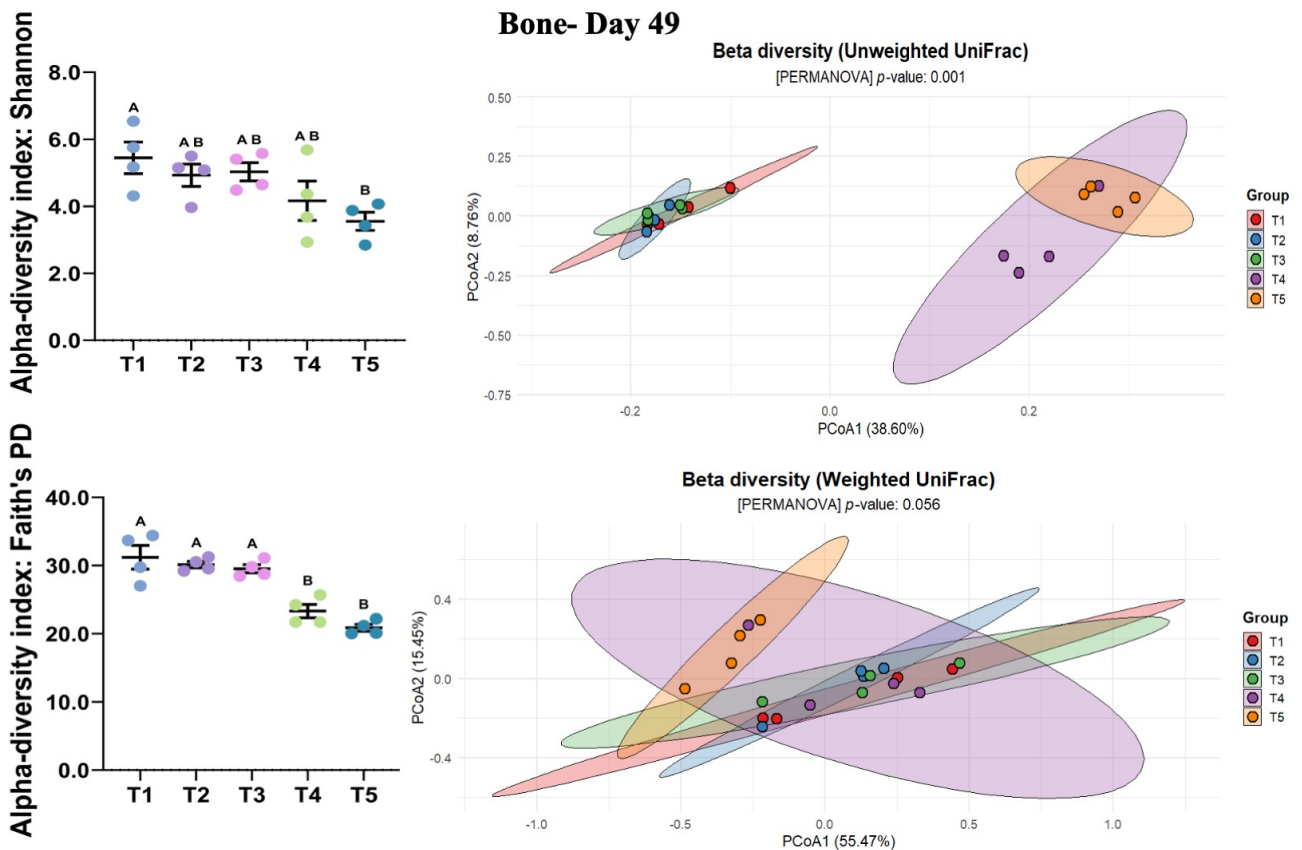 Bone- Day 49
Alpha-diversity index: Shannon
8.0
6.0
4.0
2.0
0.0
A
A B
A B
A B
B
T1 T2 T3 T4 T5
Beta diversity (Unweighted UniFrac)
[PERMANOVA] p-value: 0.001
PCoA2 (8.76%)
0.50
0.25
0.00
-0.25
-0.50
-0.75
-0.2 0.0 0.2
PCoA1 (38.60%)
Group
T1
T2
T3
T4
T5
Alpha-diversity index: Faith's PD
40.0
30.0
20.0
10.0
0.0
A
A
A
B
B
T1 T2 T3 T4 T5
Beta diversity (Weighted UniFrac)
[PERMANOVA] p-value: 0.056
PCoA2 (15.45%)
0.4
0.0
-0.4
-1.0 -0.5 0.0 0.5 1.0
PCoA1 (55.47%)
Group
T1
T2
T3
T4
T5